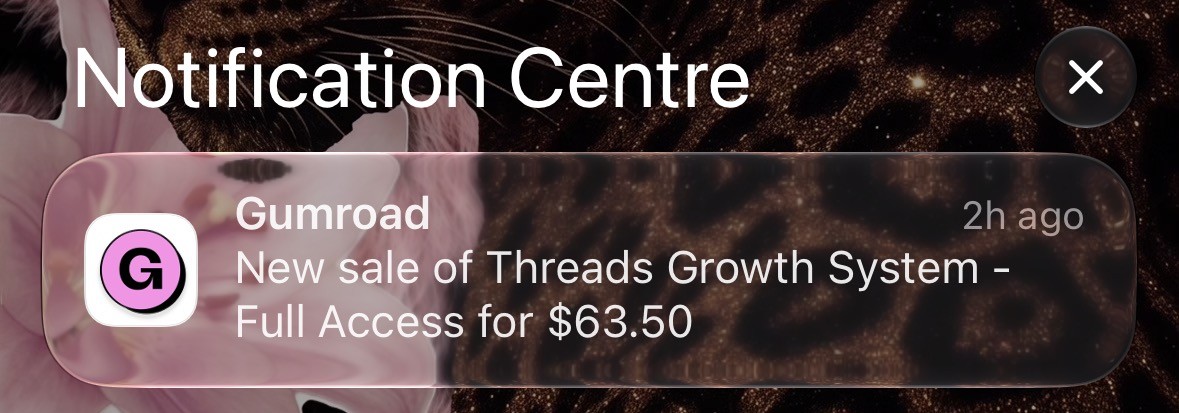 Notification Centre
G
Gumroad
2h ago
New sale of Threads Growth System -
Full Access for $63.50